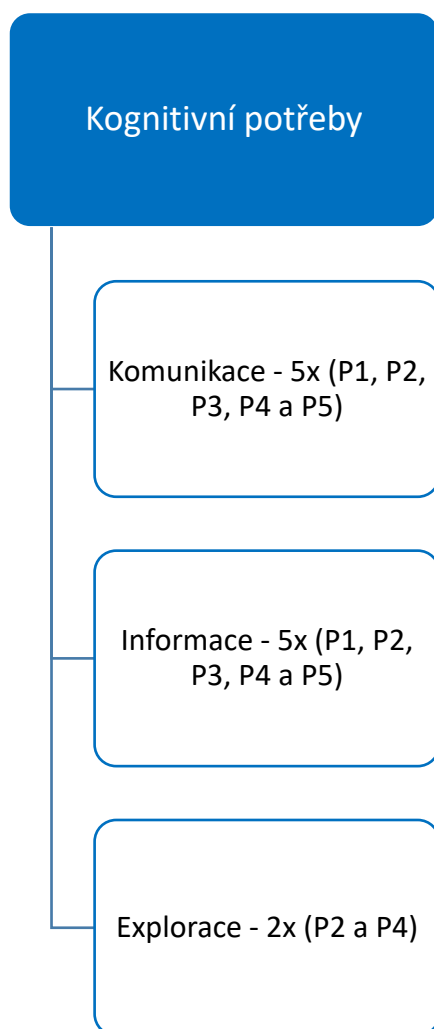 Kognitivní potřeby
Komunikace - 5x (P1, P2,
P3, P4 a P5)
Informace - 5x (P1, P2,
P3, P4 a P5)
Explorace - 2x (P2 a P4)